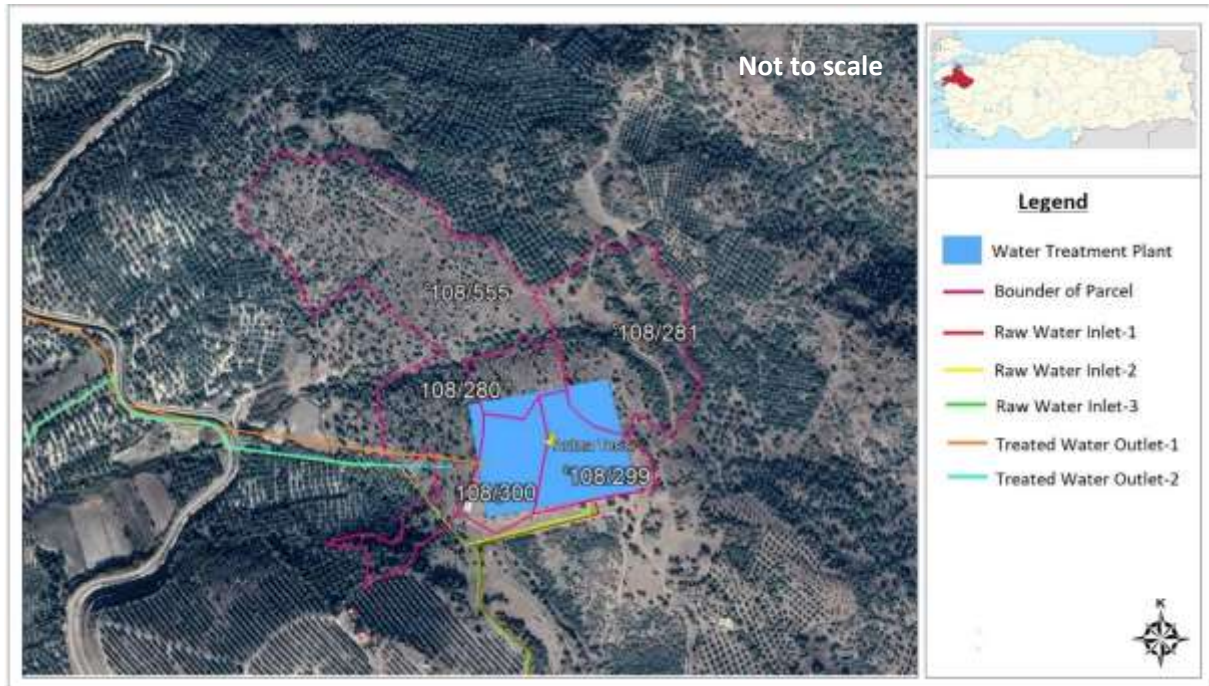 Not to scale
108/555
108/281
108/280
108/299
108/300
Legend
Water Treatment Plant
Bounder of Parcel
Raw Water Inlet-1
Raw Water Inlet-2
Raw Water Inlet-3
Treated Water Outlet-1
Treated Water Outlet-2